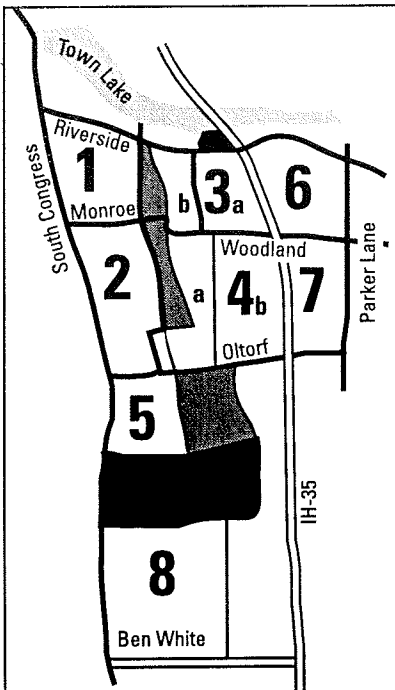 Town Lake
Riverside
1
b
3a
6
Monroe
South Congress
Woodland
2
a
4b
7
Parker Lane
Oltorf
5
IH-35
8
Ben White